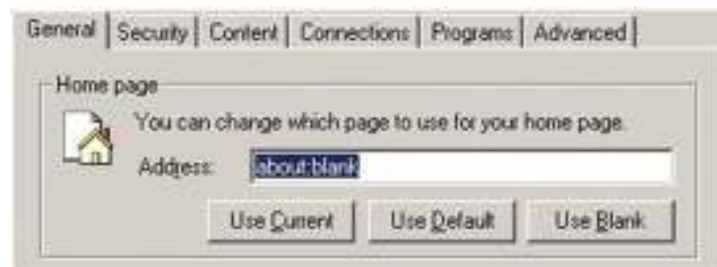 General Security Content Connections Programs Advanced
Home page
You can change which page to use for your home page.
Address: about:blank
Use Current Use Default Use Blank